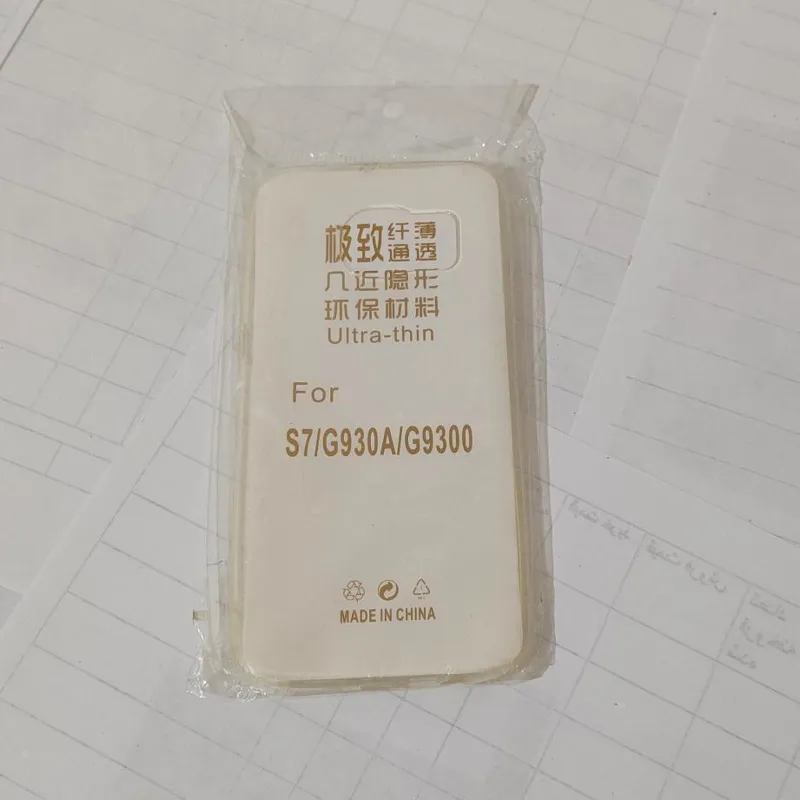 极致纤薄
通透
几近隐形
环保材料
Ultra-thin
For
S7/G930A/G9300
MADE IN CHINA